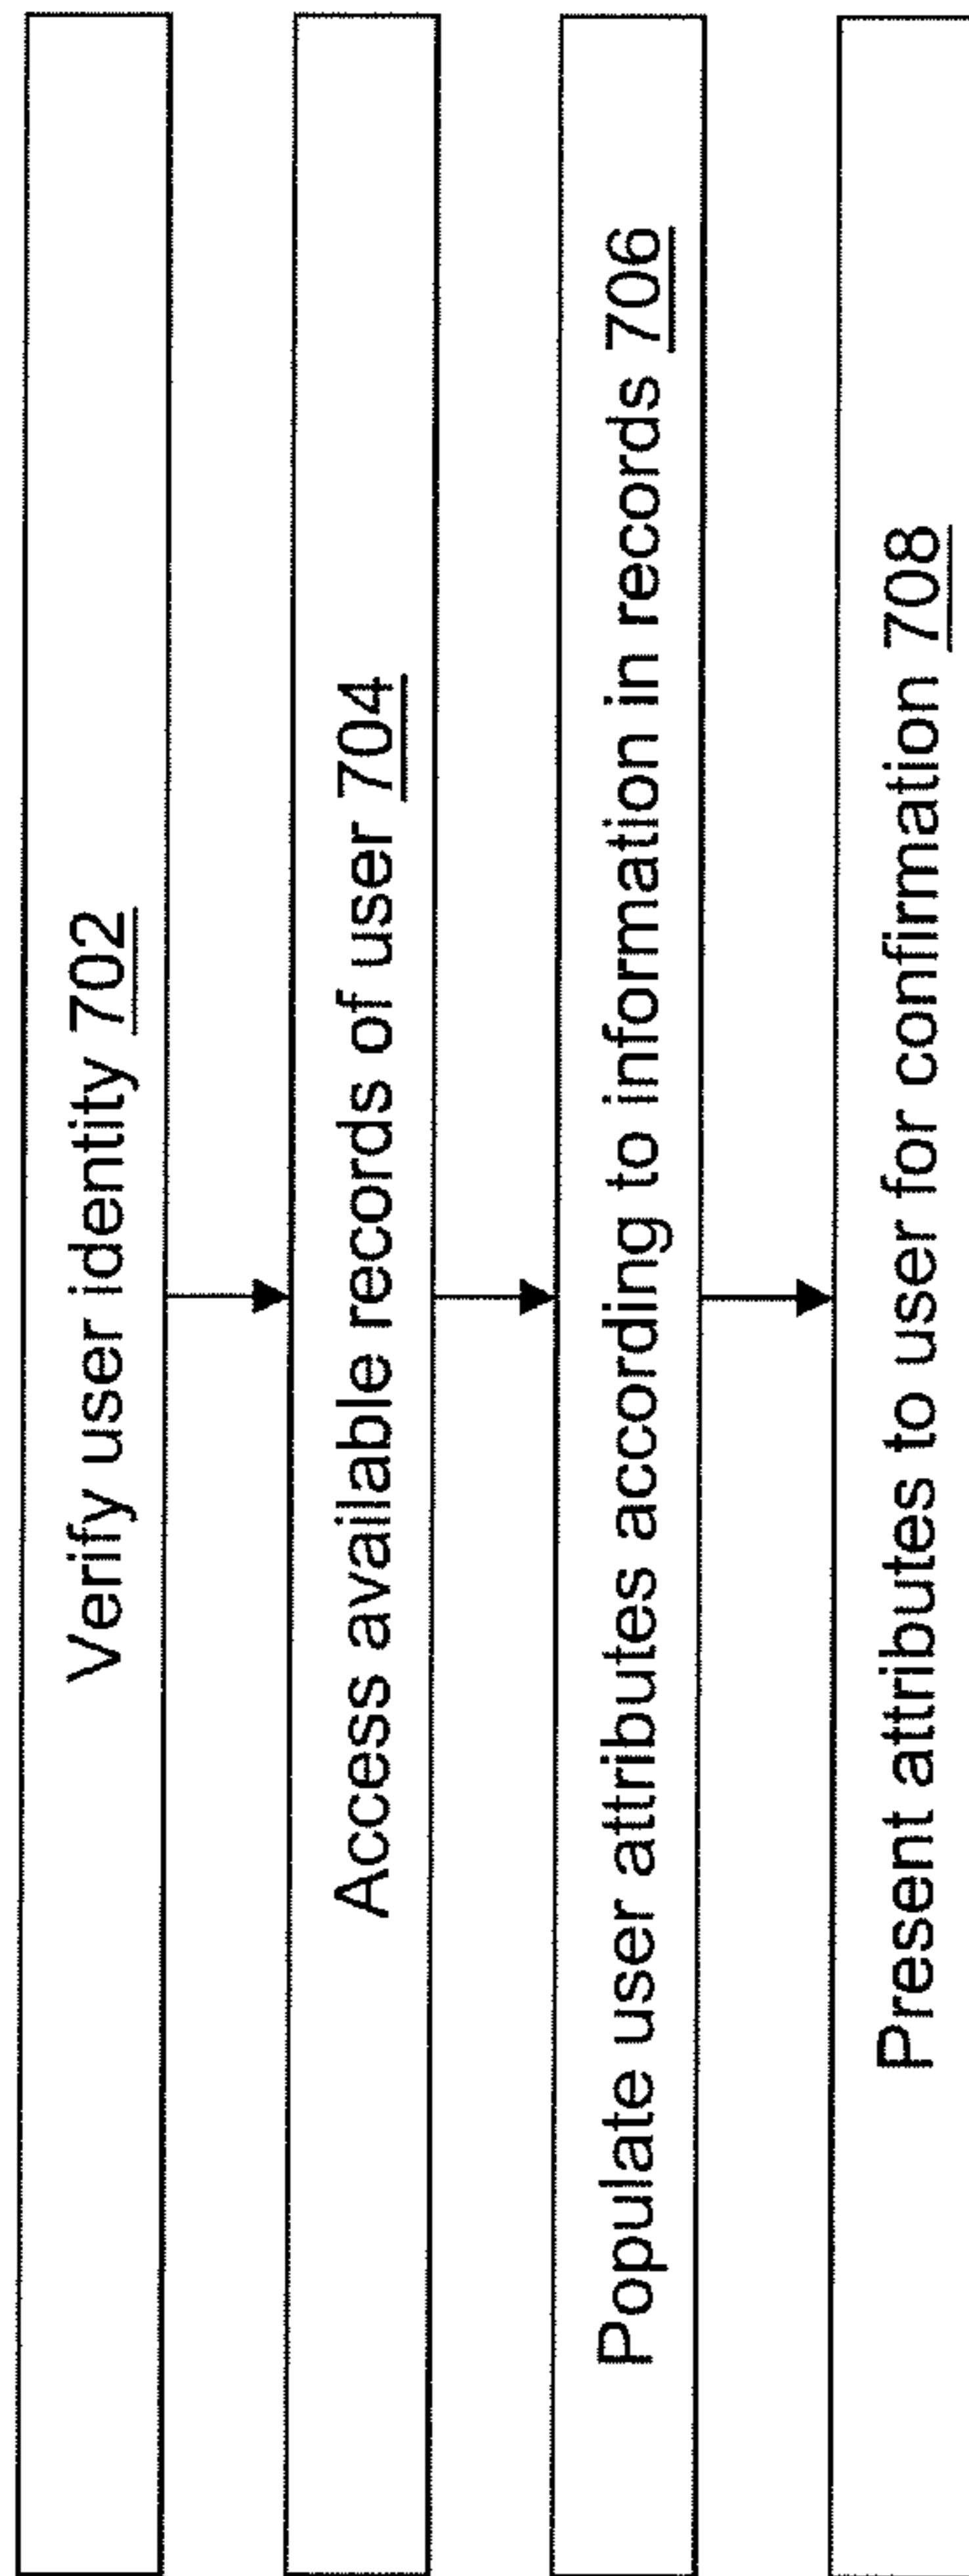 Verify user identity 702
Access available records of user 704
Populate user attributes according to information in records 706
Present attributes to user for confirmation 708